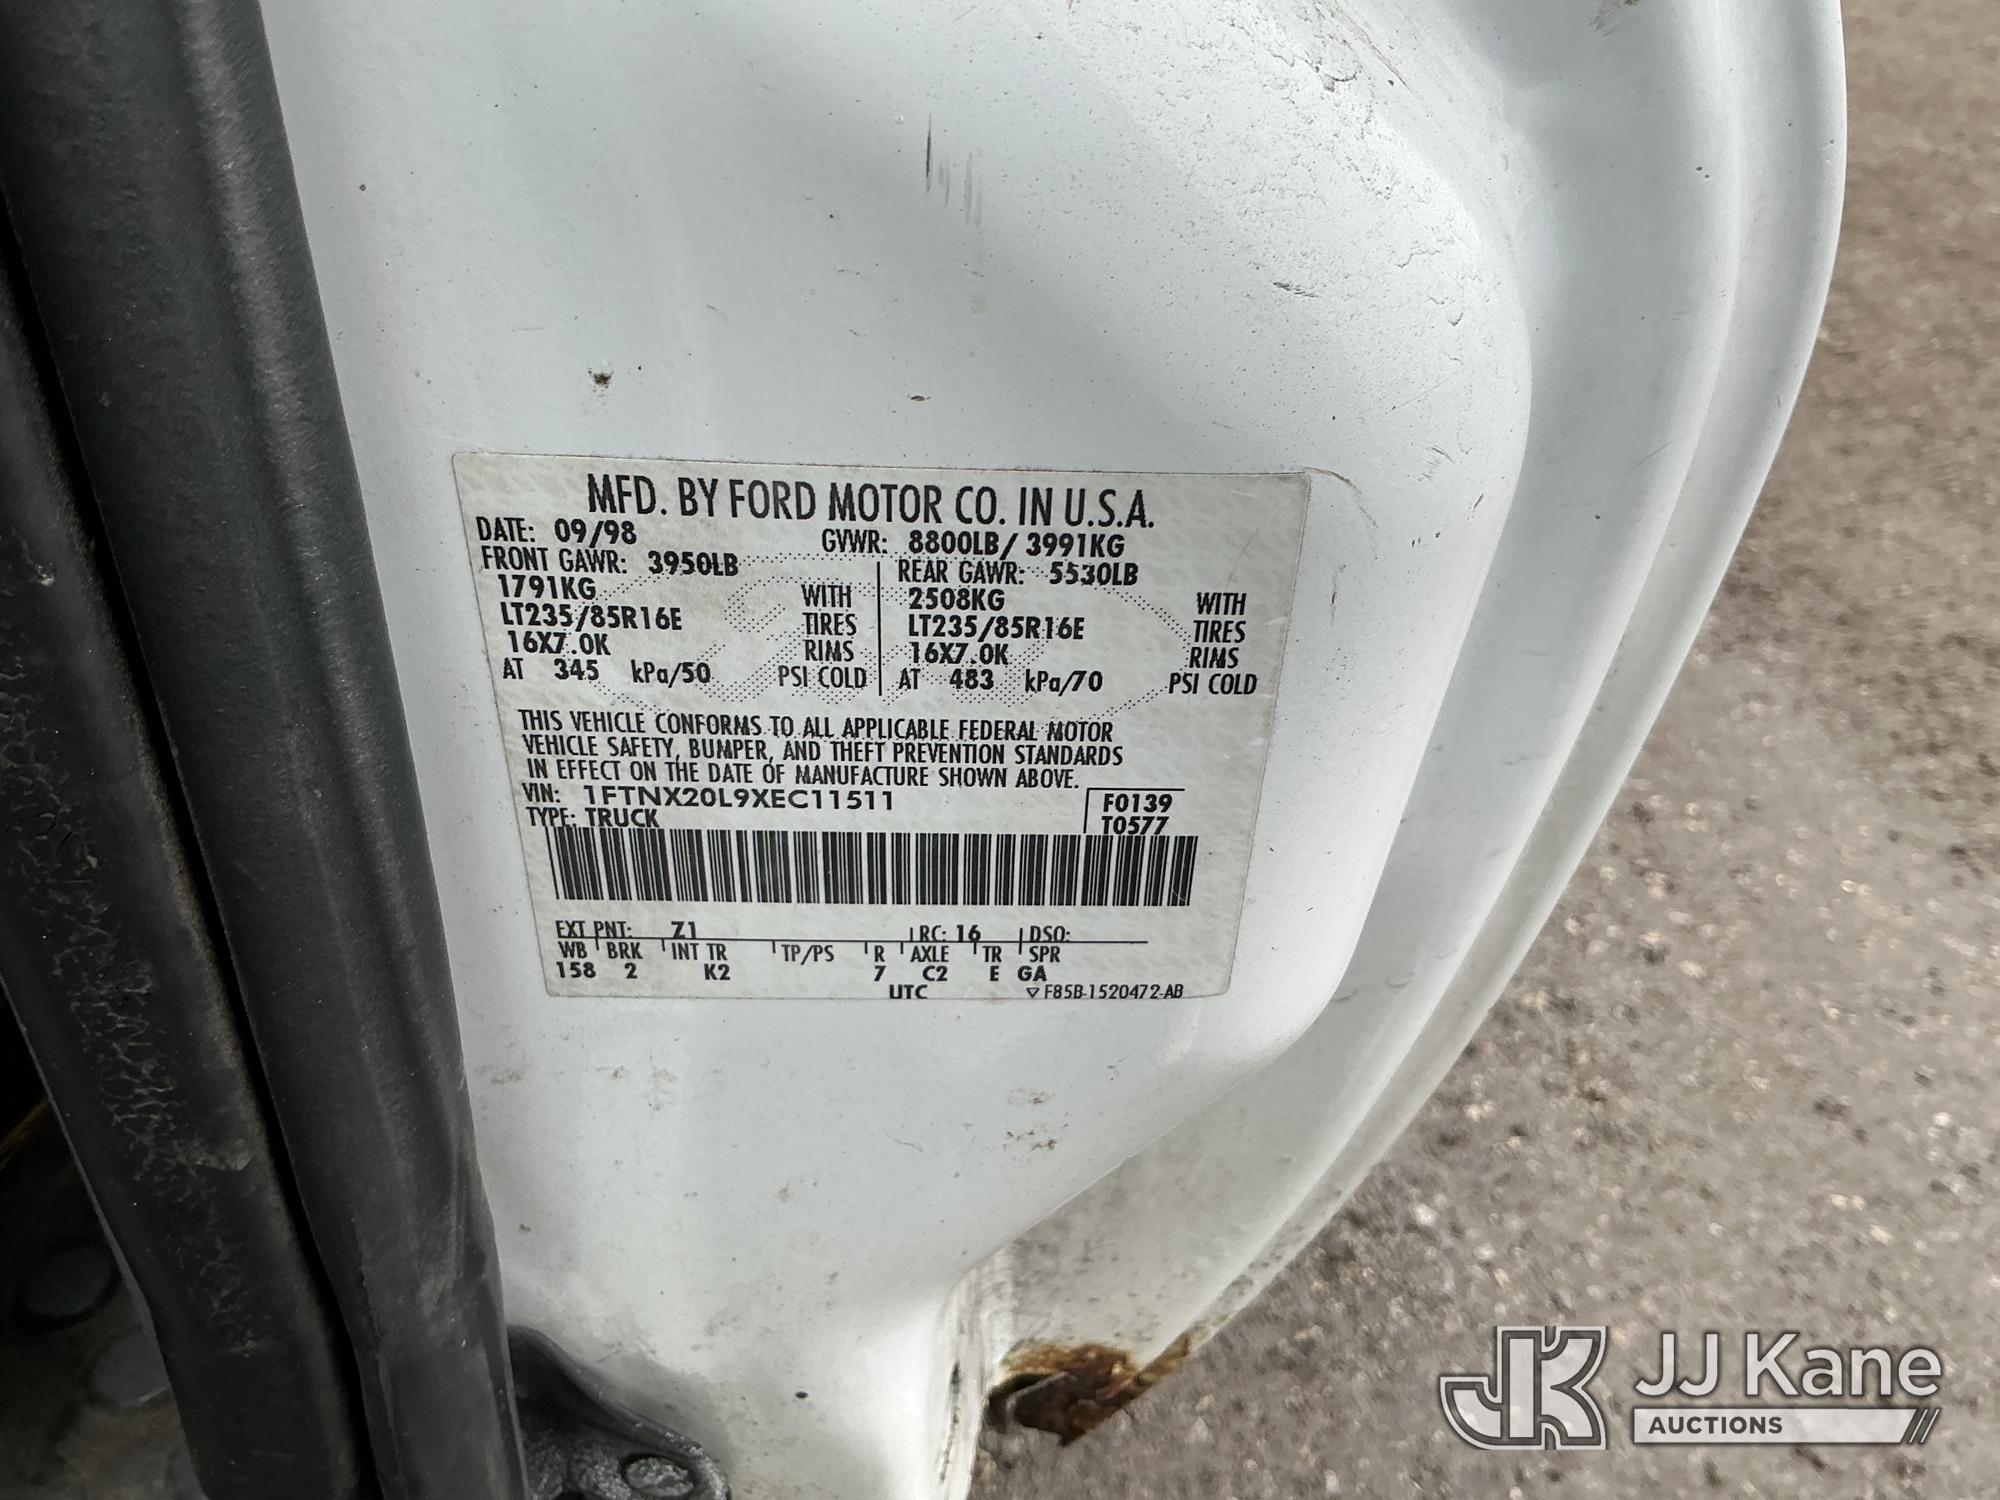 MFD. BY FORD MOTOR CO. IN U.S.A.
DATE: 09/98 GVWR: 8800LB/ 3991KG
FRONT GAWR: 3950LB REAR GAWR: 5530LB
1791KG WITH 2508KG WITH
LT235/85R16E TIRES LT235/85R16E TIRES
16X7.0K RIMS 16X7.0K RIMS
AT 345 kPa/50 PSI COLD AT 483 kPa/70 PSI COLD
THIS VEHICLE CONFORMS TO ALL APPLICABLE FEDERAL MOTOR
VEHICLE SAFETY, BUMPER, AND THEFT PREVENTION STANDARDS
IN EFFECT ON THE DATE OF MANUFACTURE SHOWN ABOVE.
VIN: 1FTNX20L9XEC11511 F0139
TYPE: TRUCK T0577
EXT PNT: Z1 RC: 16 DSO:
WB BRK INT TR TP/PS R AXLE TR SPR
158 2 K2 7 C2 E GA
UTC ▽ F85B-1520472-AB
JK JJ Kane
AUCTIONS